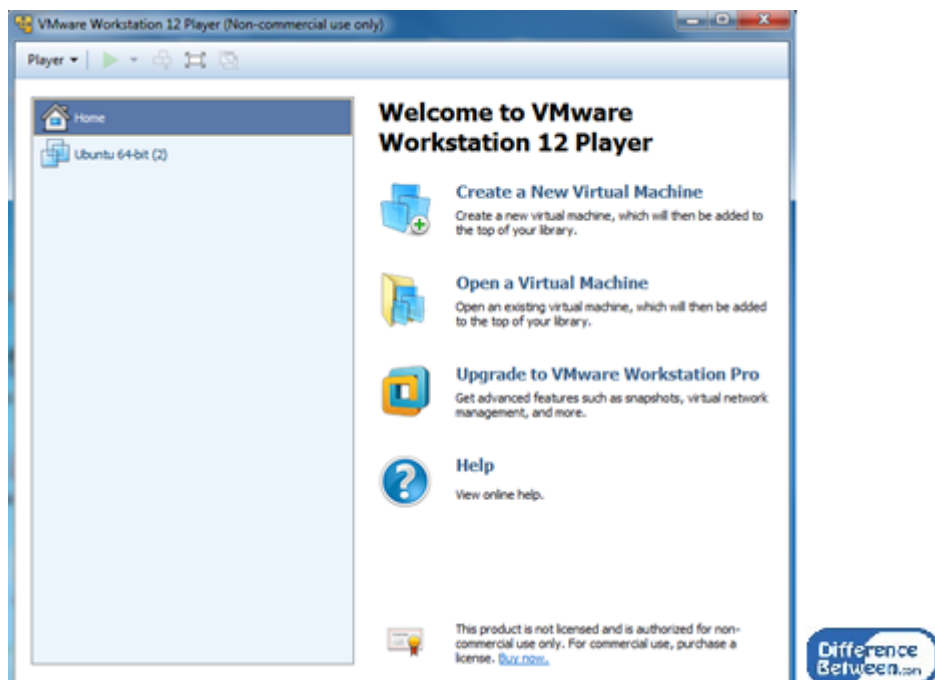 VMware Workstation 12 Player (Non-commercial use only)
Player
Home
Ubuntu 64-bit (2)
Welcome to VMware
Workstation 12 Player
Create a New Virtual Machine
Create a new virtual machine, which will then be added to
the top of your library.
Open a Virtual Machine
Open an existing virtual machine, which will then be added
to the top of your library.
Upgrade to VMware Workstation Pro
Get advanced features such as snapshots, virtual network
management, and more.
Help
View online help.
This product is not licensed and is authorized for non-
commercial use only. For commercial use, purchase a
license. Buy now.
Difference
Between.com